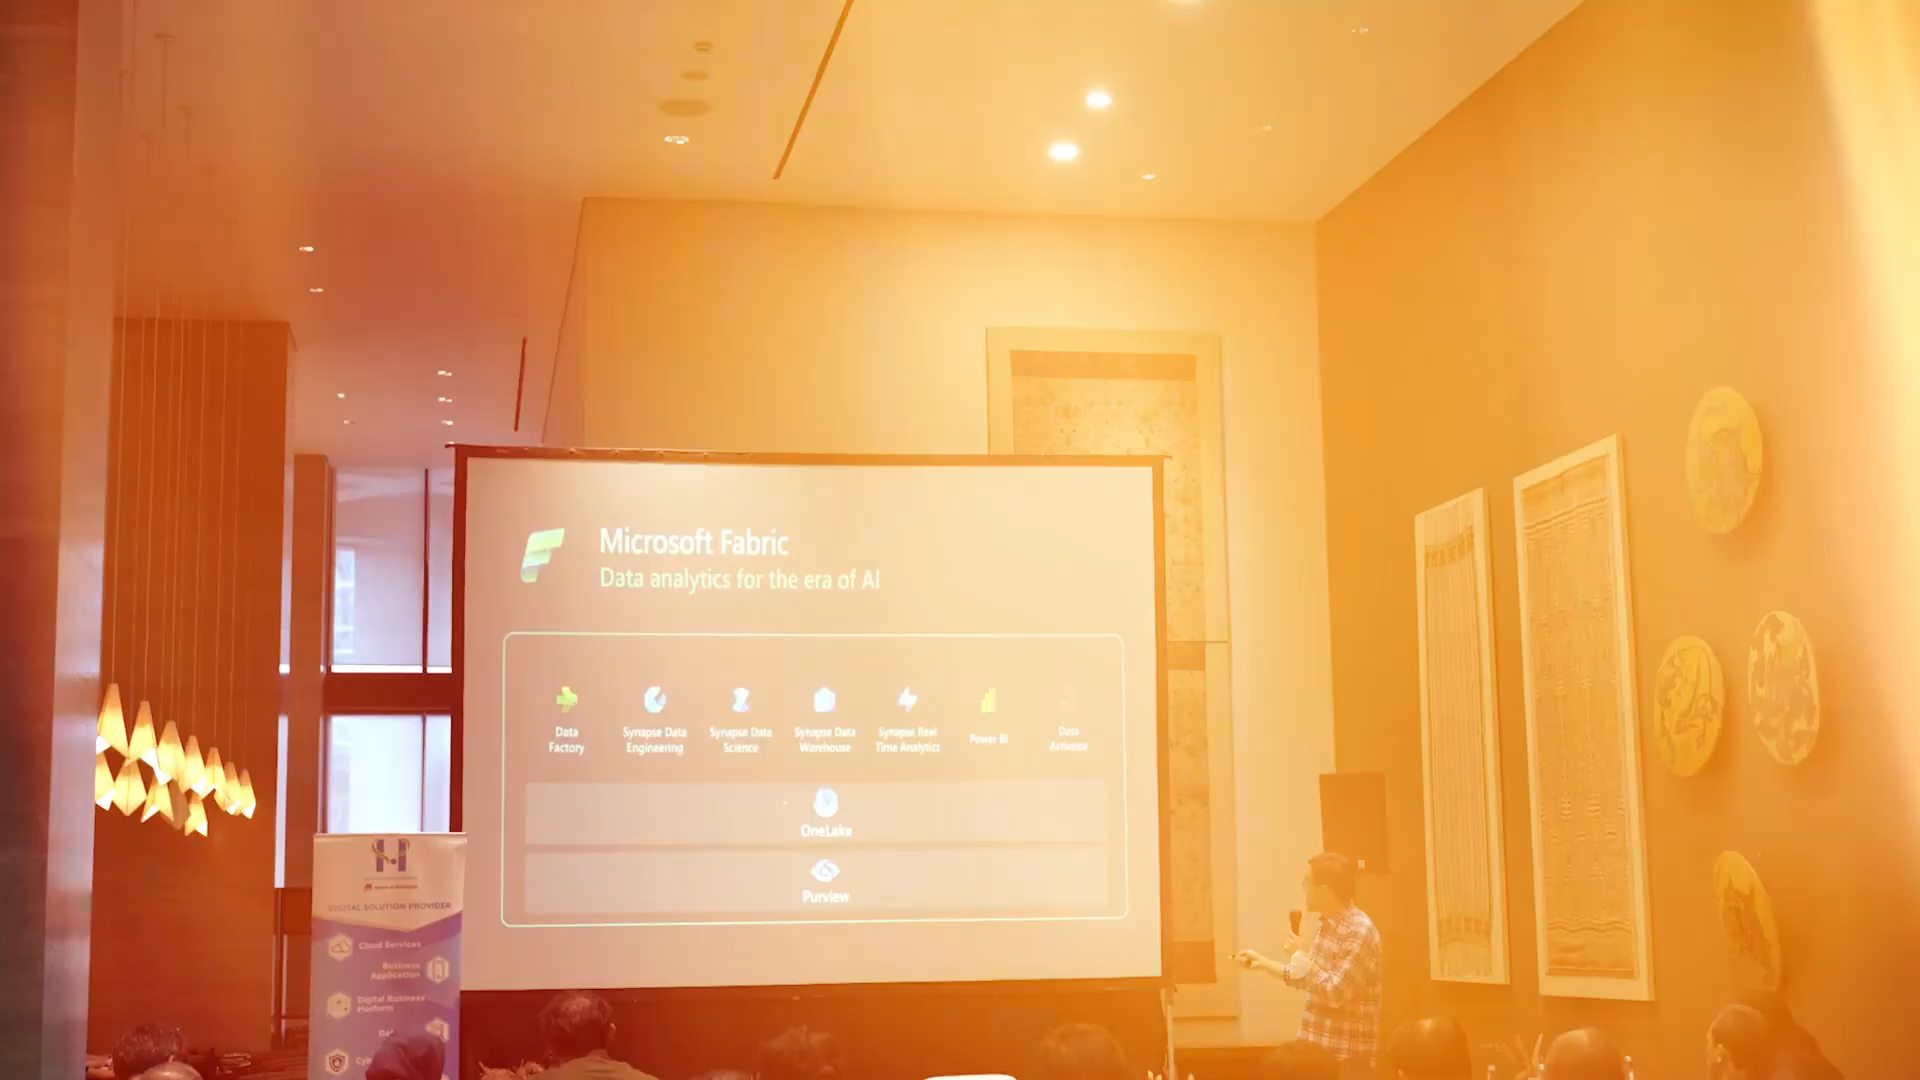 Microsoft Fabric
Data analytics for the era of AI
Data
Factory
Synapse Data
Engineering
Synapse Data
Science
Synapse Data
Warehouse
Synapse Real
Time Analytics
Power BI
Data
Activator
OneLake
Purview
H
DIGITAL SOLUTION PROVIDER
Cloud Services
Business
Application
Digital Business
Platform